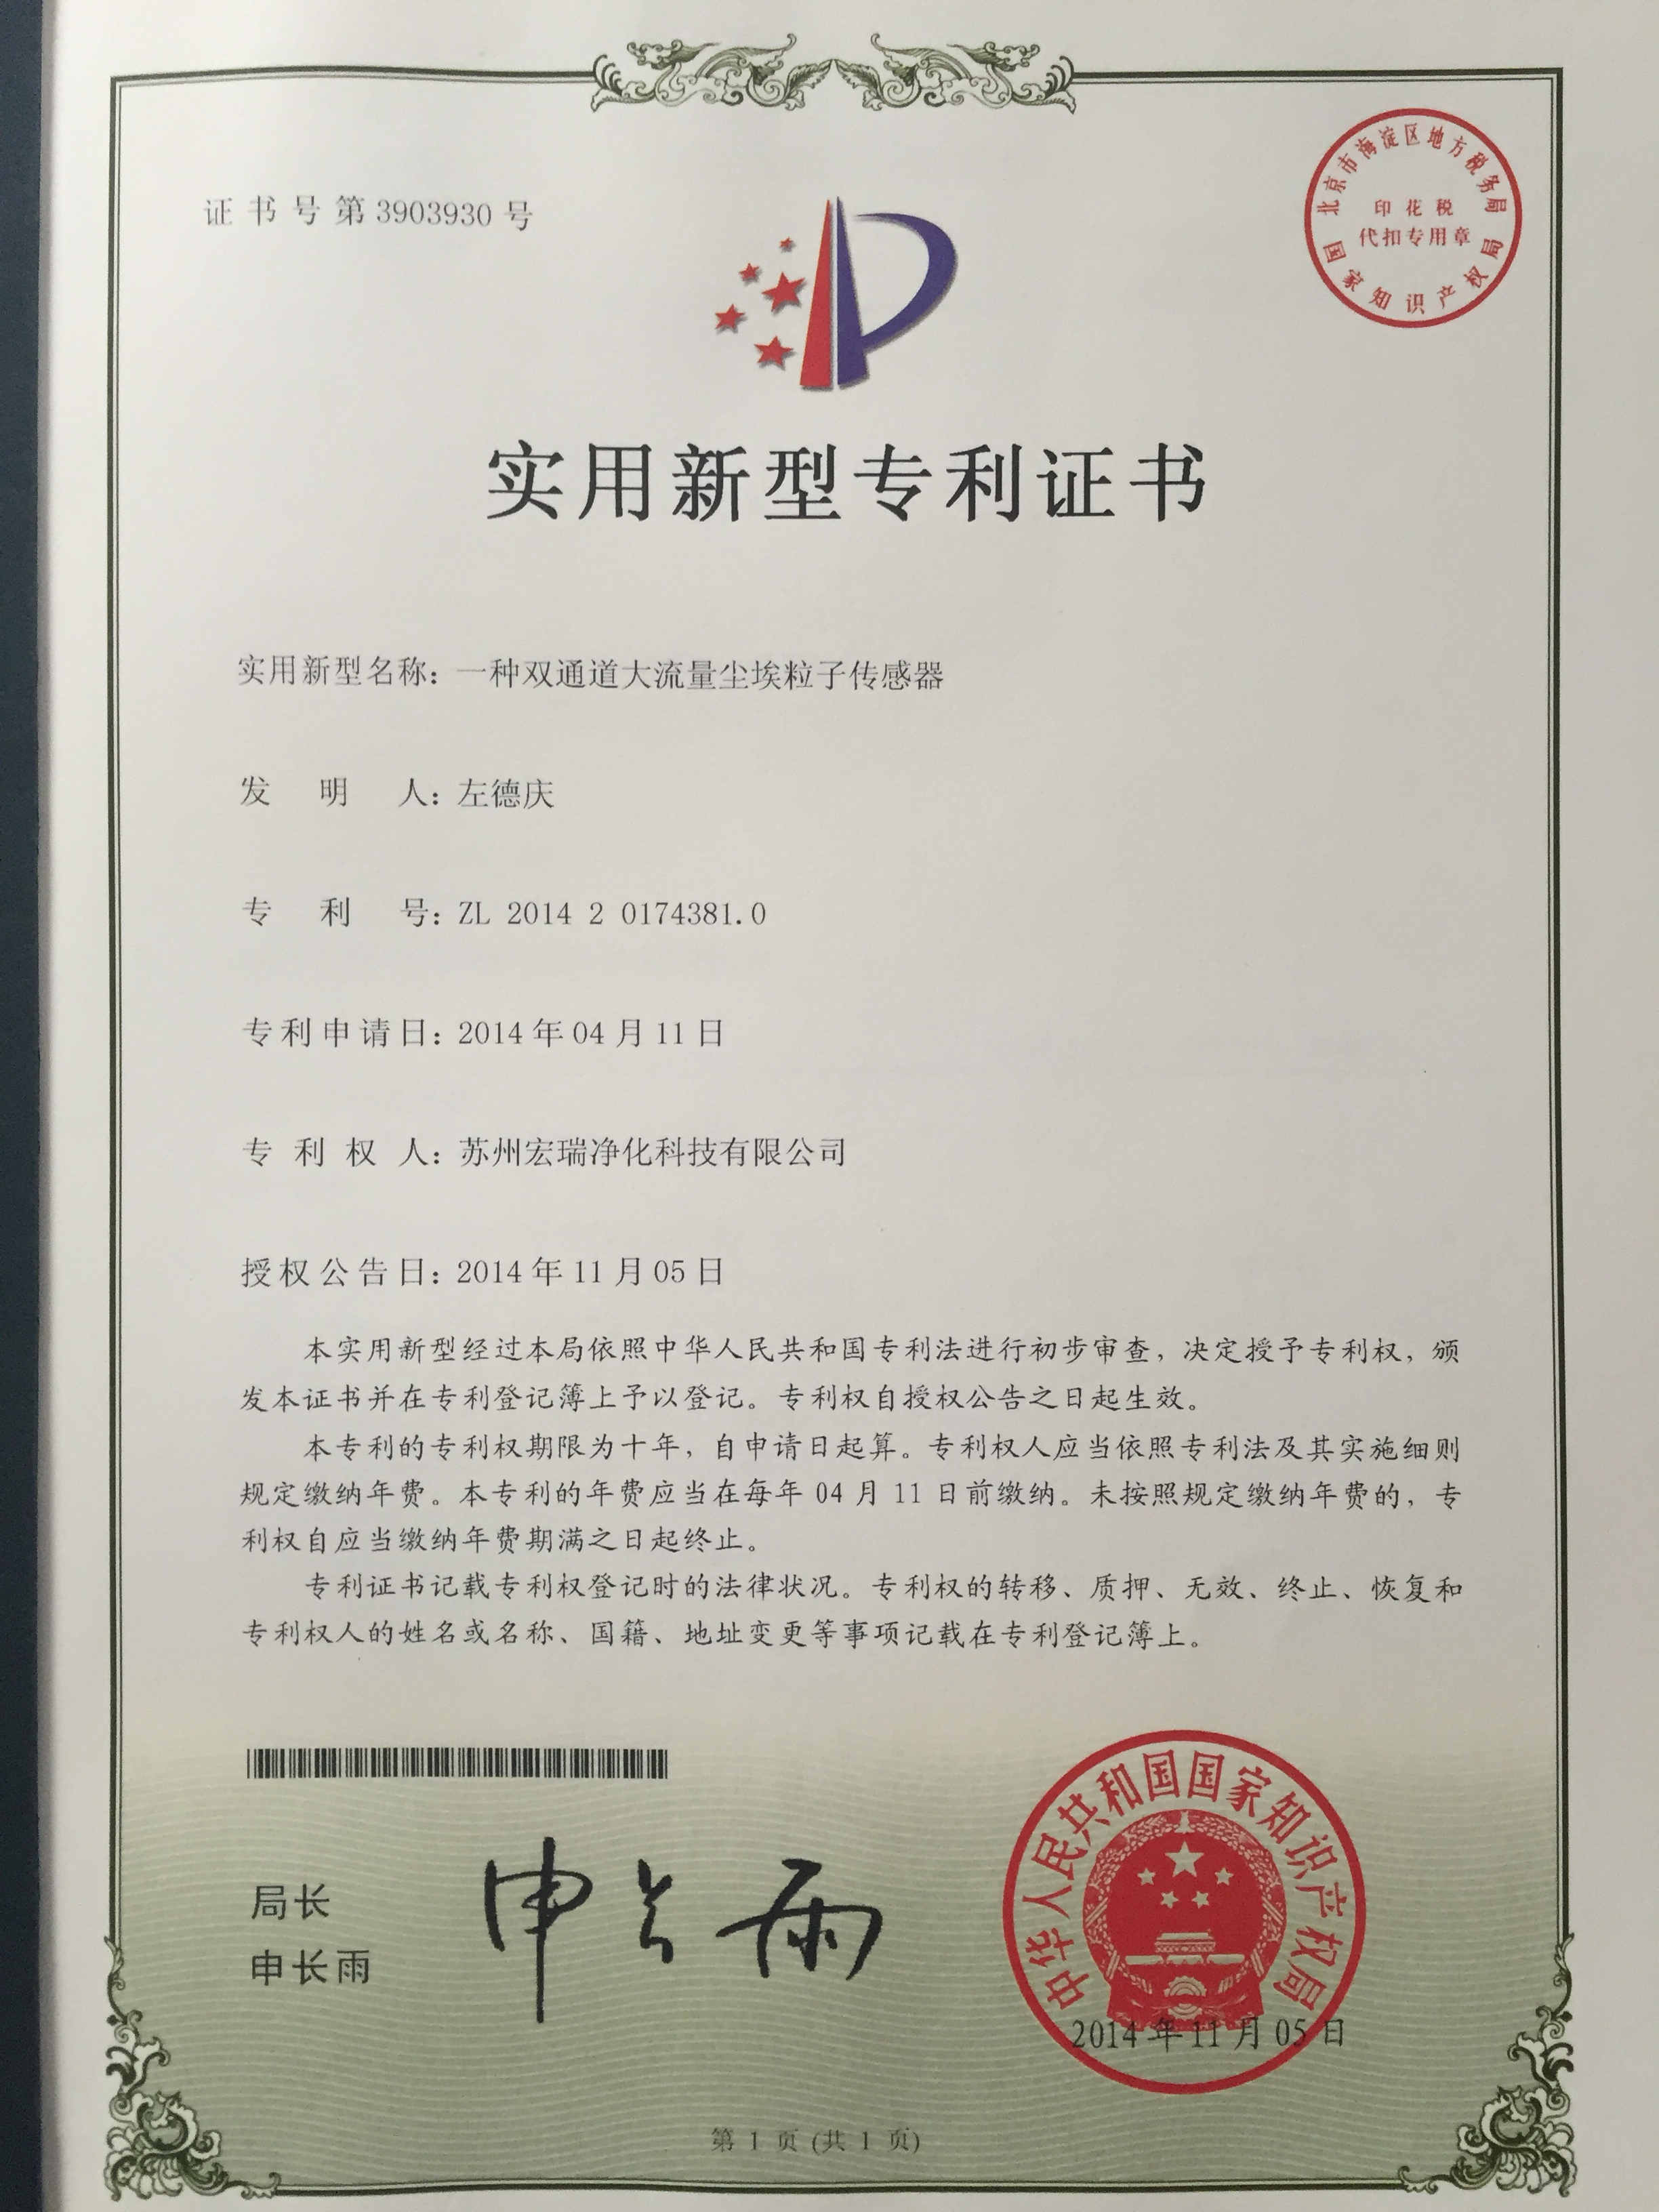 证书号第3903930号
北京市海淀区地方税务局
印花税
代扣专用章
国家知识产权局
实用新型专利证书
实用新型名称：一种双通道大流量尘埃粒子传感器
发明人：左德庆
专利号：ZL 2014 2 0174381.0
专利申请日：2014年04月11日
专利权人：苏州宏瑞净化科技有限公司
授权公告日：2014年11月05日
本实用新型经过本局依照中华人民共和国专利法进行初步审查，决定授予专利权，颁
发本证书并在专利登记簿上予以登记。专利权自授权公告之日起生效。
本专利的专利权期限为十年，自申请日起算。专利权人应当依照专利法及其实施细则
规定缴纳年费。本专利的年费应当在每年04月11日前缴纳。未按照规定缴纳年费的，专
利权自应当缴纳年费期满之日起终止。
专利证书记载专利权登记时的法律状况。专利权的转移、质押、无效、终止、恢复和
专利权人的姓名或名称、国籍、地址变更等事项记载在专利登记簿上。
局长
申长雨
申长雨
中华人民共和国国家知识产权局
2014年11月05日
第1页(共1页)